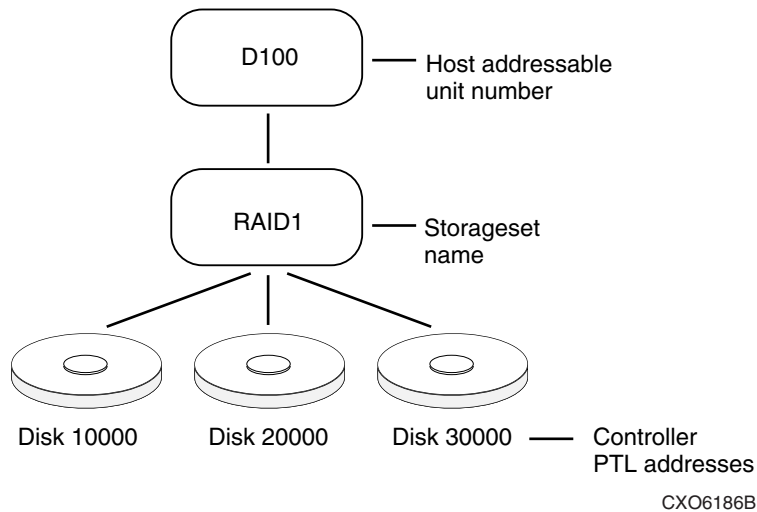 D100
Host addressable
unit number
RAID1
Storageset
name
Disk 10000
Disk 20000
Disk 30000
Controller
PTL addresses
CXO6186B